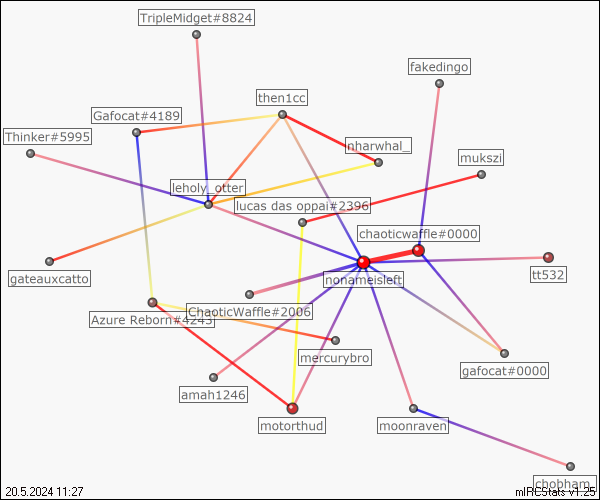 TripleMidget#8824
fakedingo
then1cc
Gafocat#4189
Thinker#5995
nharwhal_
mukszi
leholy_otter
lucas das oppai#2396
chaoticwaffle#0000
gateauxcatto
nonameisleft
tt532
ChaoticWaffle#2006
Azure Reborn#4243
mercurybro
gafocat#0000
amah1246
motorthud
moonraven
chobham_
20.5.2024 11:27
mIRCStats v1.25